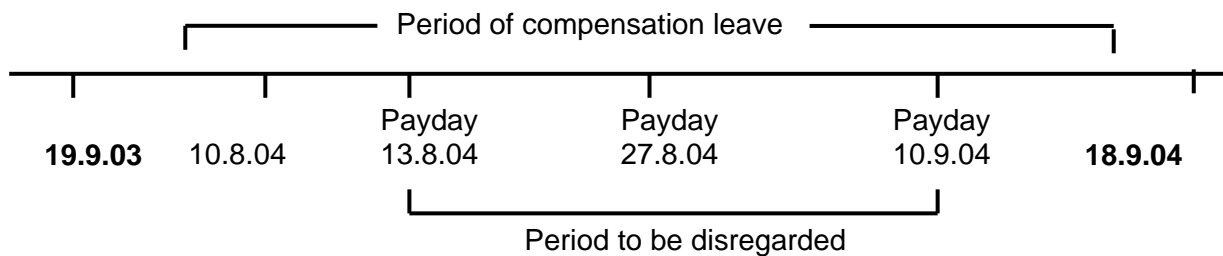 Period of compensation leave
Payday Payday Payday
19.9.03 10.8.04 13.8.04 27.8.04 10.9.04 18.9.04
Period to be disregarded